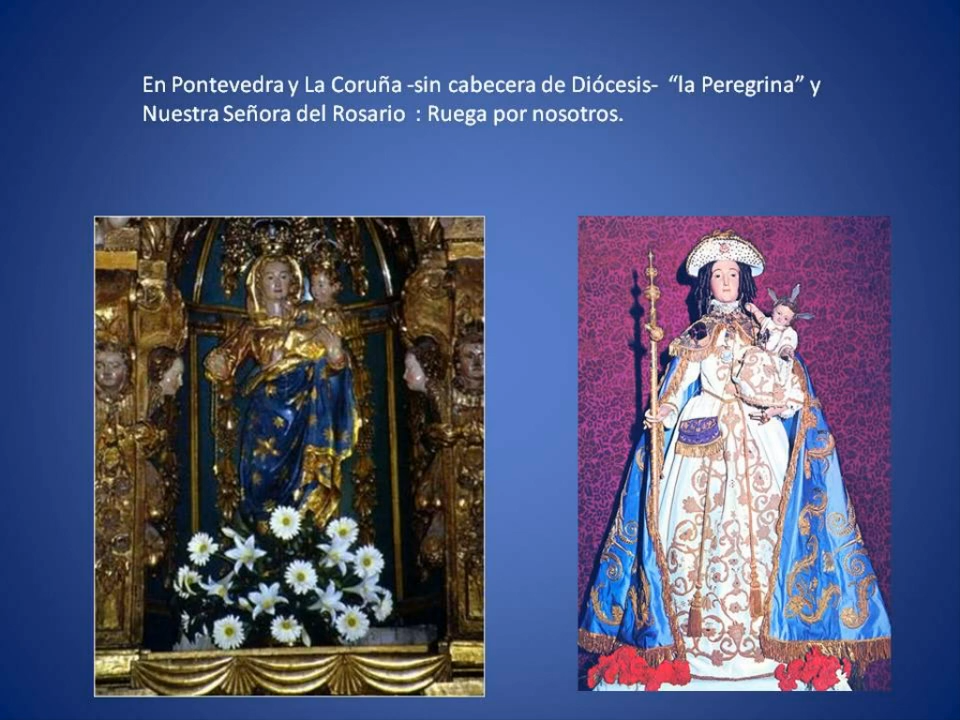 En Pontevedra y La Coruña -sin cabecera de Diócesis- “la Peregrina” y
Nuestra Señora del Rosario : Ruega por nosotros.